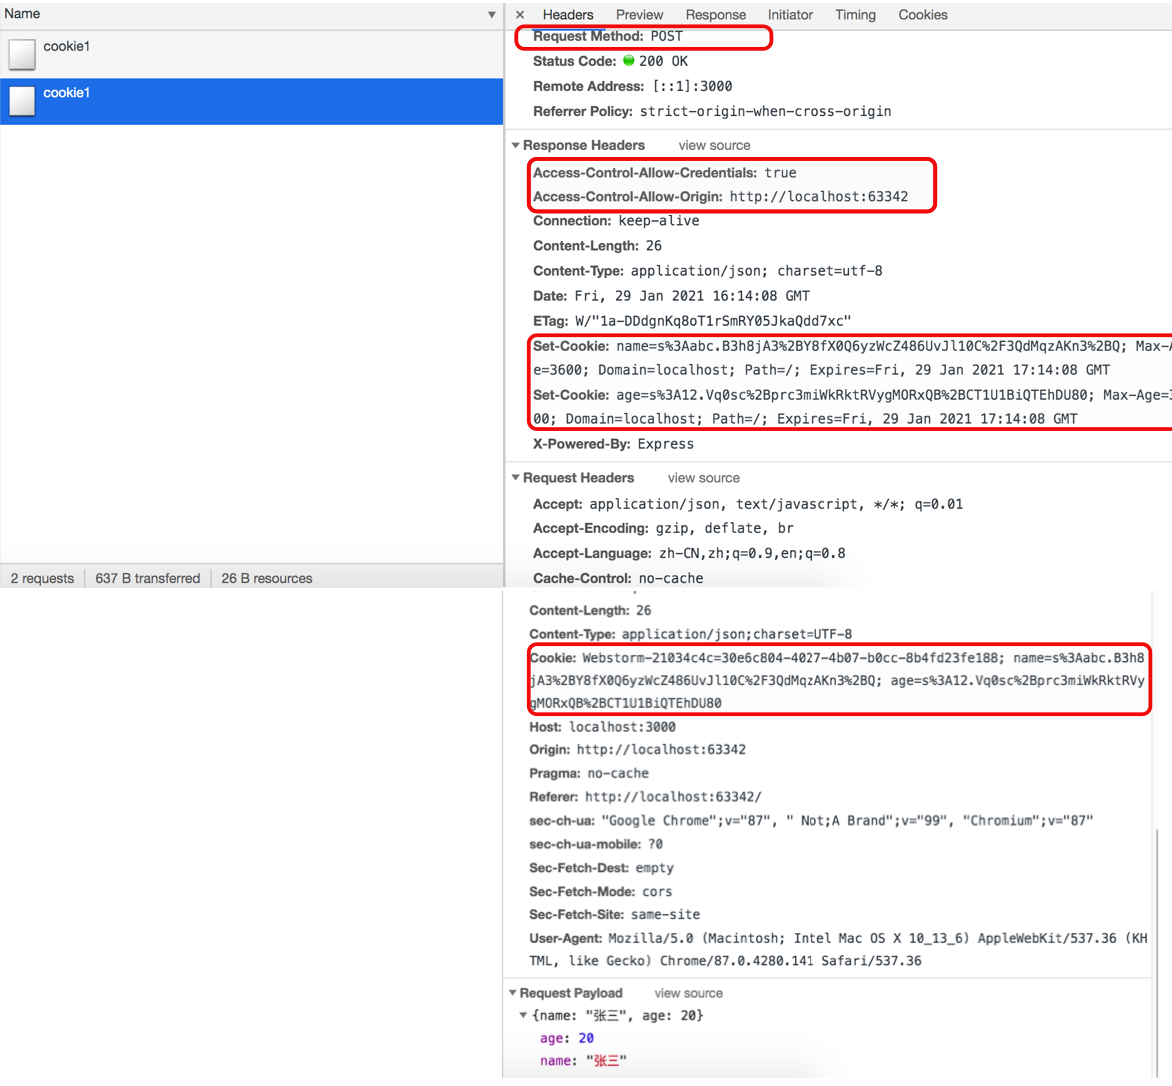 Name
cookie1
cookie1
2 requests 637 B transferred 26 B resources
× Headers Preview Response Initiator Timing Cookies
Request Method: POST
Status Code: 200 OK
Remote Address: [::1]:3000
Referrer Policy: strict-origin-when-cross-origin
Response Headers view source
Access-Control-Allow-Credentials: true
Access-Control-Allow-Origin: http://localhost:63342
Connection: keep-alive
Content-Length: 26
Content-Type: application/json; charset=utf-8
Date: Fri, 29 Jan 2021 16:14:08 GMT
ETag: W/"1a-DDdgnKq8oT1rSmRY05JkaQdd7xc"
Set-Cookie: name=s%3Aabc.B3h8jA3%2BY8fX0Q6yzWcZ486UvJl10C%2F3QdMqzAKn3%2BQ; Max-A
e=3600; Domain=localhost; Path=/; Expires=Fri, 29 Jan 2021 17:14:08 GMT
Set-Cookie: age=s%3A12.Vq0sc%2Bprc3miWkRktRVygMORxQB%2BCT1U1BiQTEhDU80; Max-Age=3
00; Domain=localhost; Path=/; Expires=Fri, 29 Jan 2021 17:14:08 GMT
X-Powered-By: Express
Request Headers view source
Accept: application/json, text/javascript, */*; q=0.01
Accept-Encoding: gzip, deflate, br
Accept-Language: zh-CN,zh;q=0.9,en;q=0.8
Cache-Control: no-cache
Content-Length: 26
Content-Type: application/json;charset=UTF-8
Cookie: Webstorm-21034c4c=30e6c804-4027-4b07-b0cc-8b4fd23fe188; name=s%3Aabc.B3h8
jA3%2BY8fX0Q6yzWcZ486UvJl10C%2F3QdMqzAKn3%2BQ; age=s%3A12.Vq0sc%2Bprc3miWkRktRVy
gMORxQB%2BCT1U1BiQTEhDU80
Host: localhost:3000
Origin: http://localhost:63342
Pragma: no-cache
Referer: http://localhost:63342/
sec-ch-ua: "Google Chrome";v="87", " Not;A Brand";v="99", "Chromium";v="87"
sec-ch-ua-mobile: ?0
Sec-Fetch-Dest: empty
Sec-Fetch-Mode: cors
Sec-Fetch-Site: same-site
User-Agent: Mozilla/5.0 (Macintosh; Intel Mac OS X 10_13_6) AppleWebKit/537.36 (KH
TML, like Gecko) Chrome/87.0.4280.141 Safari/537.36
Request Payload view source
{name: "张三", age: 20}
age: 20
name: "张三"